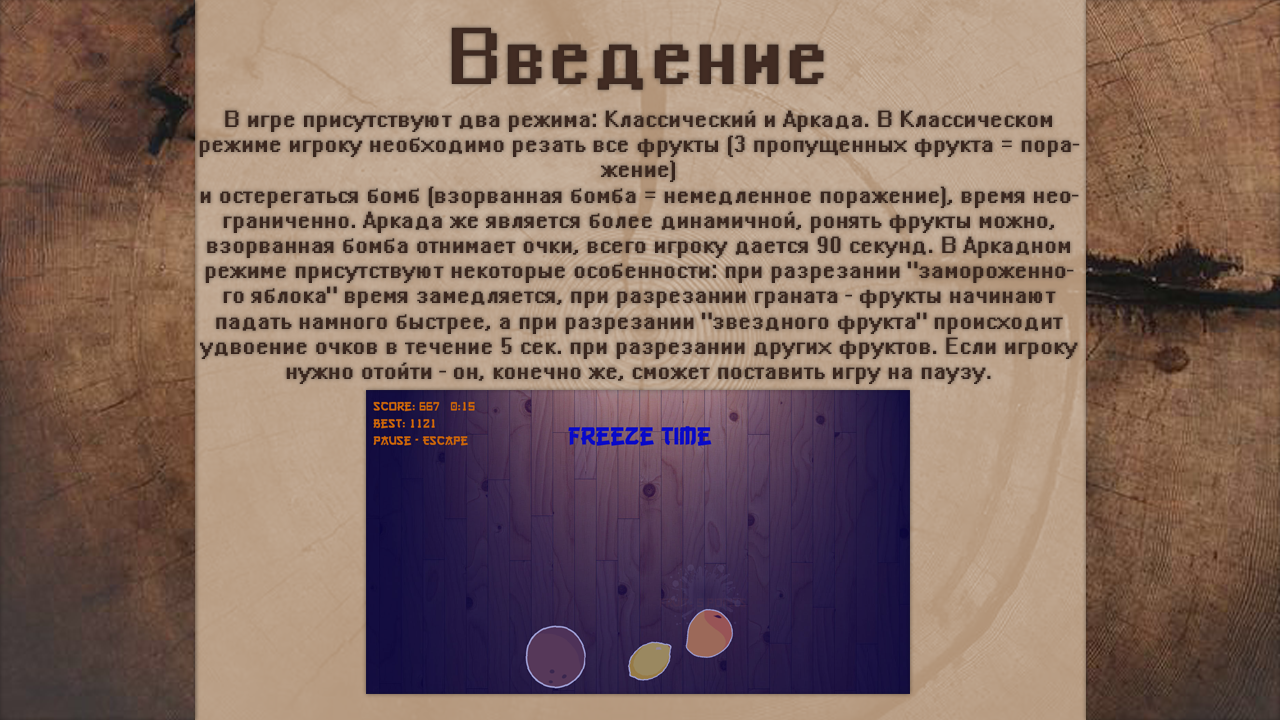 Введение
В игре присутствуют два режима: Классический и Аркада. В Классическом
режиме игроку необходимо резать все фрукты (3 пропущенных фрукта = пора-
жение)
и остерегаться бомб (взорванная бомба = немедленное поражение), время нео-
граниченно. Аркада же является более динамичной, ронять фрукты можно,
взорванная бомба отнимает очки, всего игроку дается 90 секунд. В Аркадном
режиме присутствуют некоторые особенности: при разрезании "замороженно-
го яблока" время замедляется, при разрезании граната - фрукты начинают
падать намного быстрее, а при разрезании "звездного фрукта" происходит
удвоение очков в течение 5 сек. при разрезании других фруктов. Если игроку
нужно отойти - он, конечно же, сможет поставить игру на паузу.
SCORE: 667 0:15
BEST: 1121
PAUSE - ESCAPE
FREEZE TIME